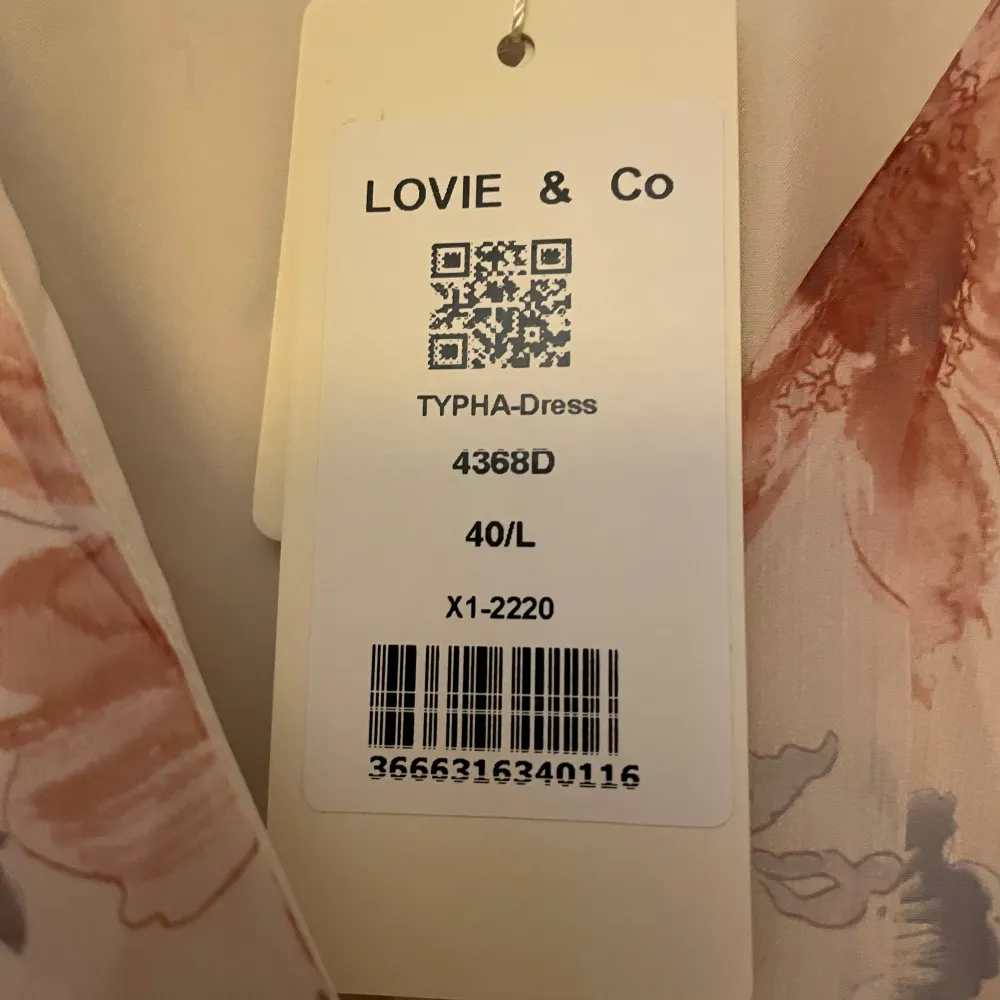 LOVIE & Co
TYPHA-Dress
4368D
40/L
X1-2220
3666316340116